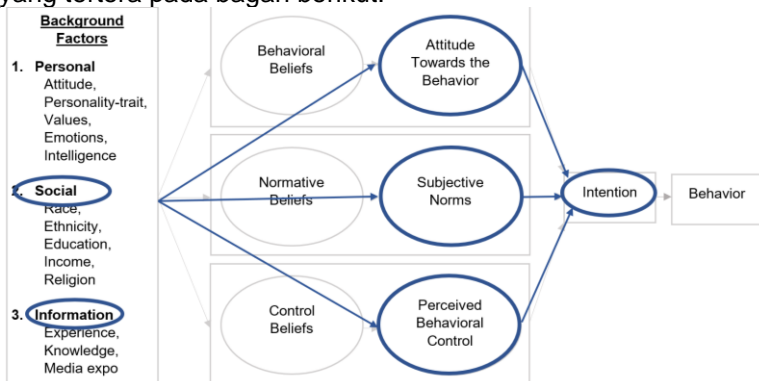 yang tertera pada bagan berikut.
Background
Factors
1. Personal
Attitude,
Personality-trait,
Values,
Emotions,
Intelligence
2. Social
Race,
Ethnicity,
Education,
Income,
Religion
3. Information
Experience,
Knowledge,
Media expo
Behavioral
Beliefs
Attitude
Towards the
Behavior
Normative
Beliefs
Subjective
Norms
Control
Beliefs
Perceived
Behavioral
Control
Intention
Behavior